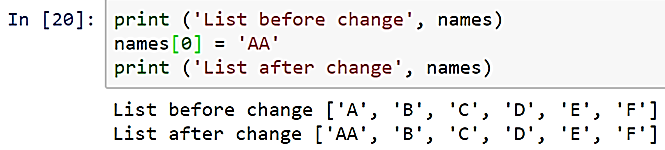 In [20]: print ('List before change', names)
names[0] = 'AA'
print ('List after change', names)
List before change ['A', 'B', 'C', 'D', 'E', 'F']
List after change ['AA', 'B', 'C', 'D', 'E', 'F']